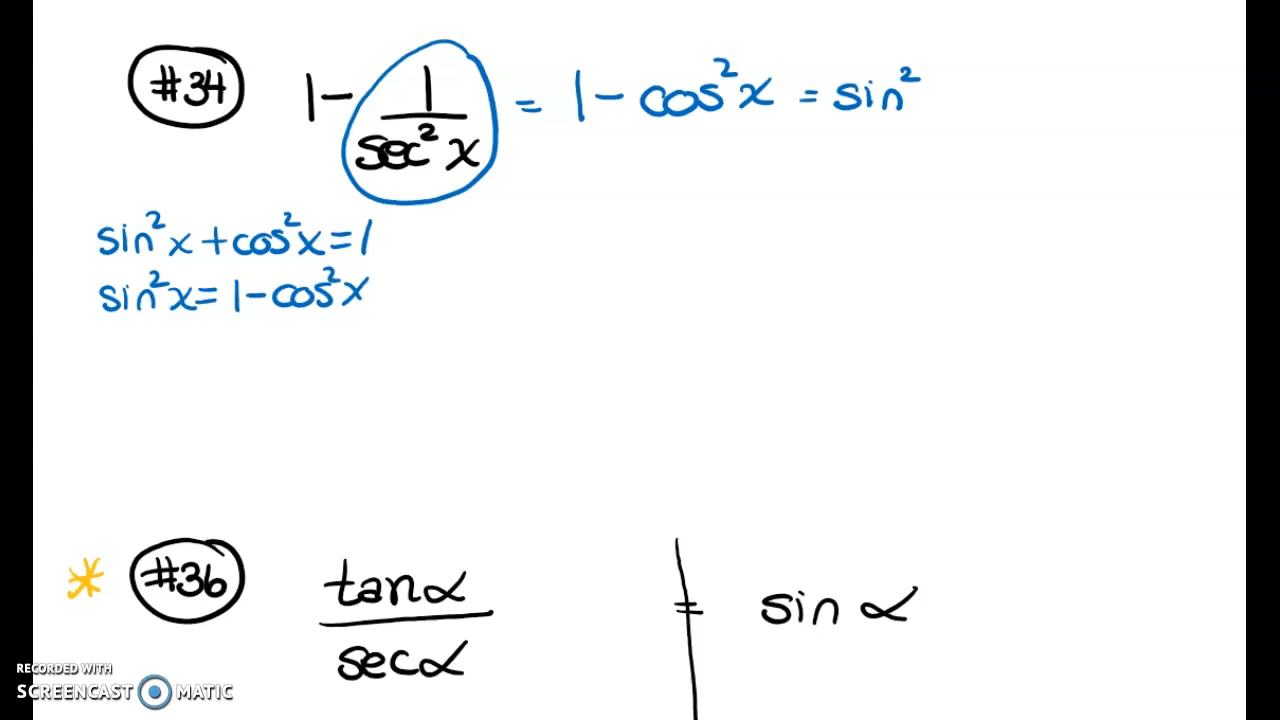 #34 1 - 1/sec²x = 1 - cos²x = sin²
sin²x + cos²x = 1
sin²x = 1 - cos²x
* #36 tanα/secα = sin α
RECORDED WITH
SCREENCAST MATIC